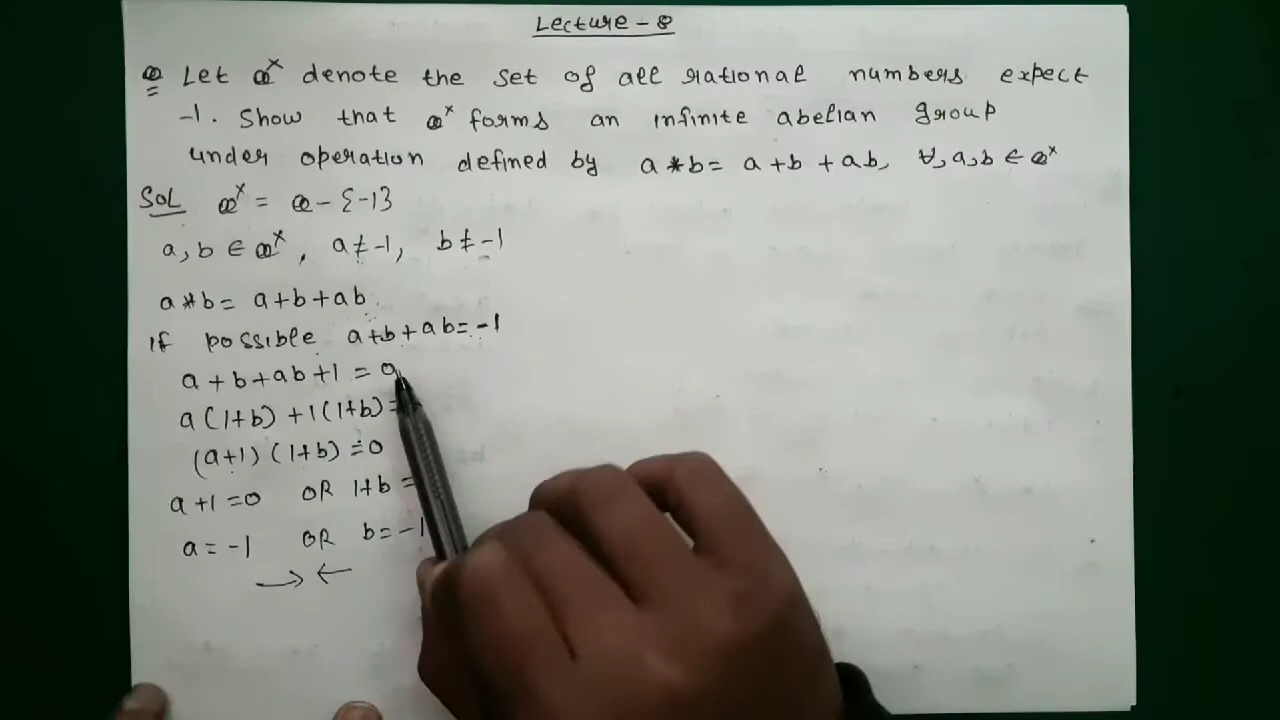 Lecture - 8
Q Let Q^x denote the set of all rational numbers expect
-1. Show that Q^x forms an infinite abelian group
under operation defined by a * b = a + b + ab, ∀, a, b ∈ Q^x
Sol Q^x = Q - {-1}
a, b ∈ Q^x, a ≠ -1, b ≠ -1
a * b = a + b + ab.
If possible a + b + ab = -1
a + b + ab + 1 = 0
a (1+b) + 1 (1+b) =
(a+1) (1+b) = 0
a + 1 = 0 OR 1+b =
a = -1 OR b = -1
→ ←